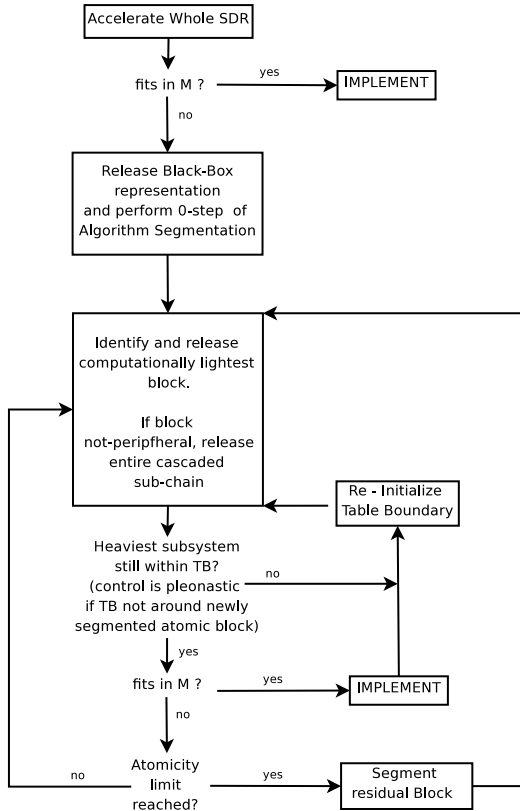 Accelerate Whole SDR
fits in M ?
yes
IMPLEMENT
no
Release Black-Box
representation
and perform 0-step of
Algorithm Segmentation
Identify and release
computationally lightest
block.
If block
not-peripfheral, release
entire cascaded
sub-chain
Re - Initialize
Table Boundary
Heaviest subsystem
still within TB?
(control is pleonastic
if TB not around newly
segmented atomic block)
no
yes
fits in M ?
yes
IMPLEMENT
no
Atomicity
limit
reached?
no
yes
Segment
residual Block